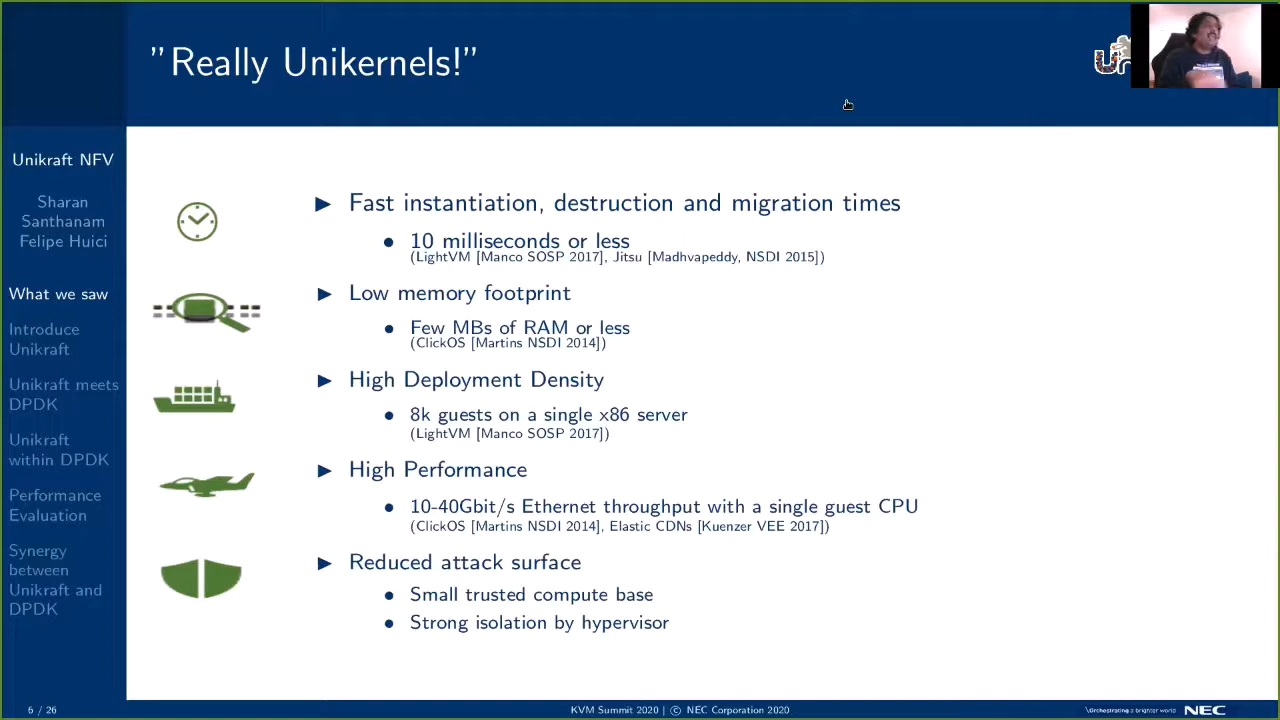 "Really Unikernels!"
Unikraft NFV
Sharan
Santhanam
Felipe Huici
What we saw
Introduce
Unikraft
Unikraft meets
DPDK
Unikraft
within DPDK
Performance
Evaluation
Synergy
between
Unikraft and
DPDK
Fast instantiation, destruction and migration times
10 milliseconds or less
(LightVM [Manco SOSP 2017], Jitsu [Madhvapeddy, NSDI 2015])
Low memory footprint
Few MBs of RAM or less
(ClickOS [Martins NSDI 2014])
High Deployment Density
8k guests on a single x86 server
(LightVM [Manco SOSP 2017])
High Performance
10-40Gbit/s Ethernet throughput with a single guest CPU
(ClickOS [Martins NSDI 2014], Elastic CDNs [Kuenzer VEE 2017])
Reduced attack surface
Small trusted compute base
Strong isolation by hypervisor
6 / 26
KVM Summit 2020 | © NEC Corporation 2020
\Orchestrating a brighter world NEC